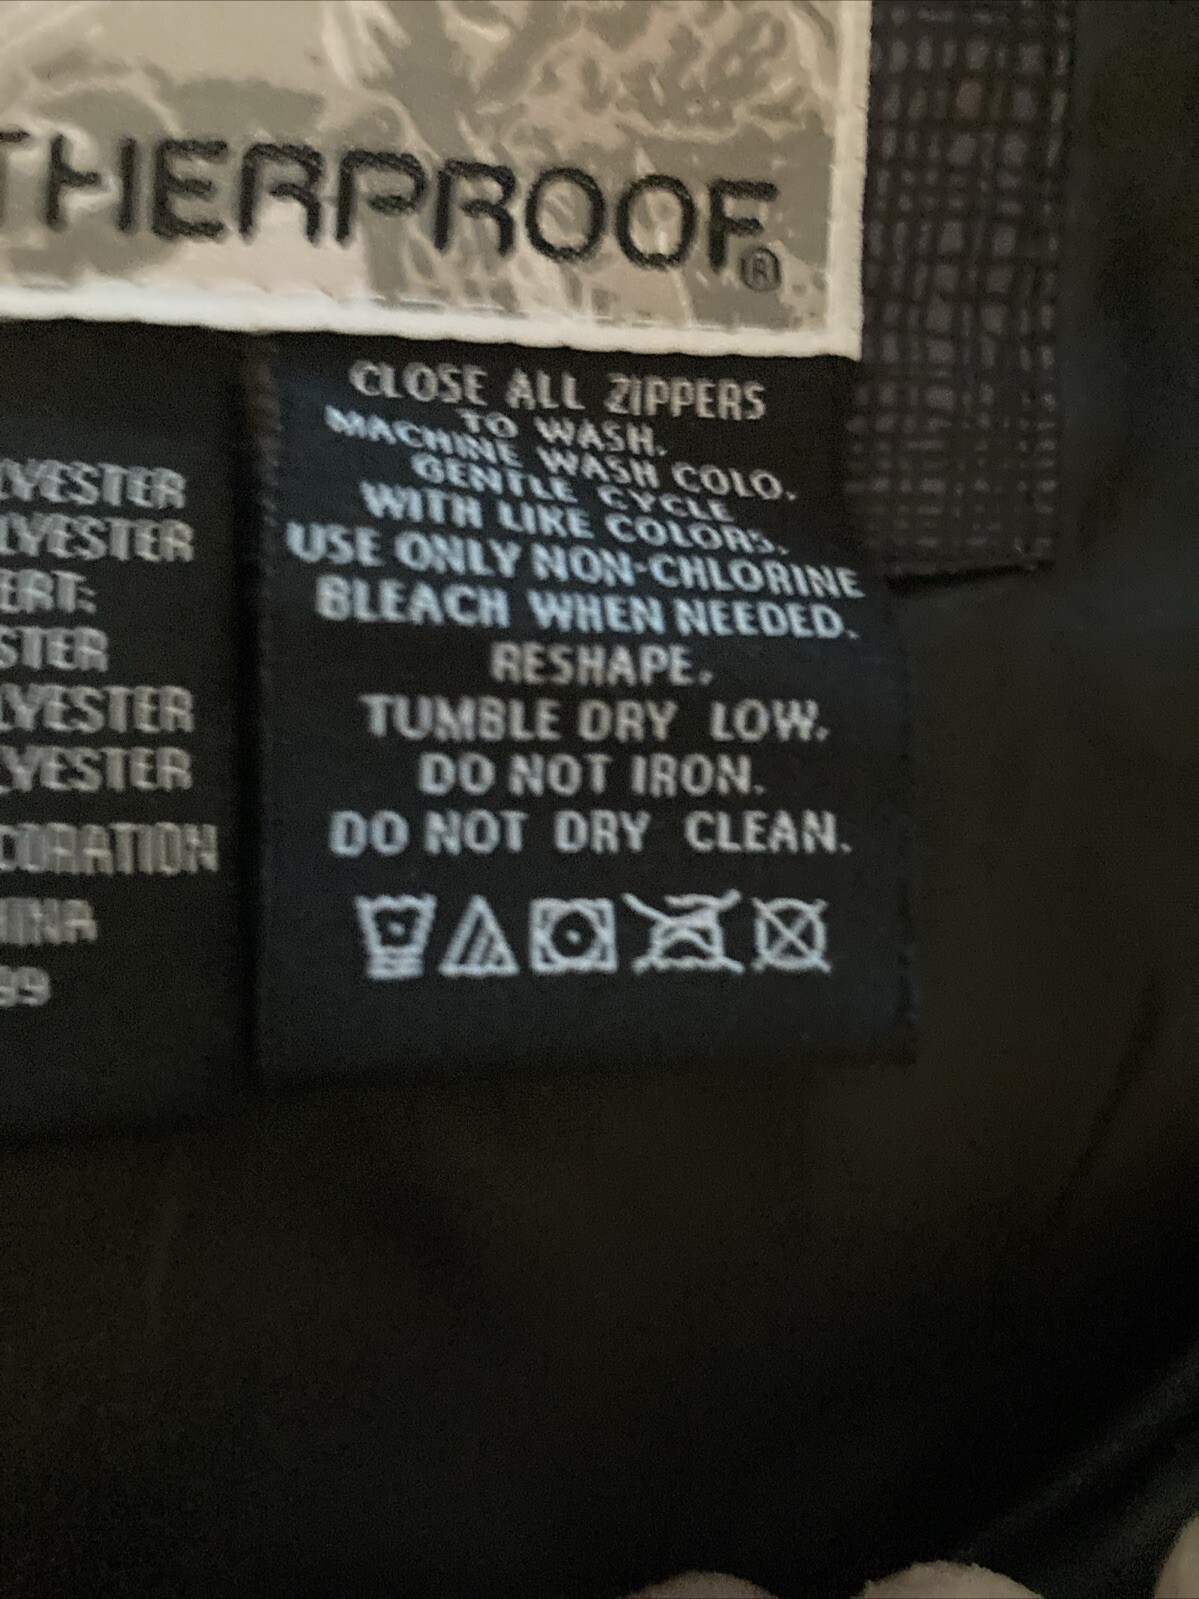 THERPROOF®
LYESTER
LYESTER
ERT:
STER
LYESTER
LYESTER
CORATION
HINA
99
CLOSE ALL ZIPPERS
TO WASH.
MACHINE WASH COLD.
GENTLE CYCLE
WITH LIKE COLORS.
USE ONLY NON-CHLORINE
BLEACH WHEN NEEDED.
RESHAPE.
TUMBLE DRY LOW.
DO NOT IRON.
DO NOT DRY CLEAN.